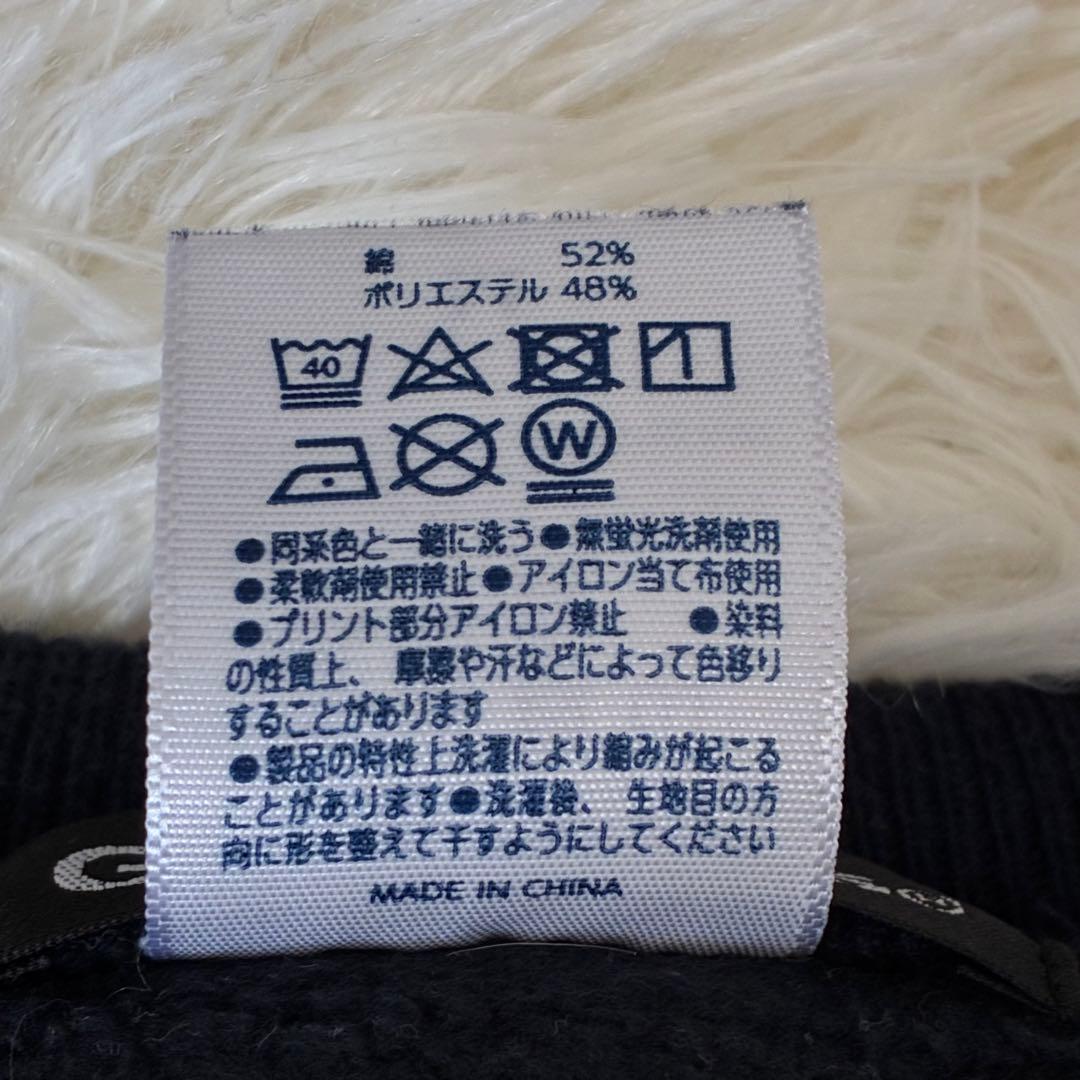 綿 52%
ポリエステル 48%
40
W
●同系色と一緒に洗う●無蛍光洗剤使用
●柔軟剤使用禁止●アイロン当て布使用
●プリント部分アイロン禁止 ●染料
の性質上、摩擦や汗などによって色移り
することがあります
●製品の特性上洗濯により縮みが起こる
ことがあります●洗濯後、生地目の方
向に形を整えて干すようにしてください
MADE IN CHINA